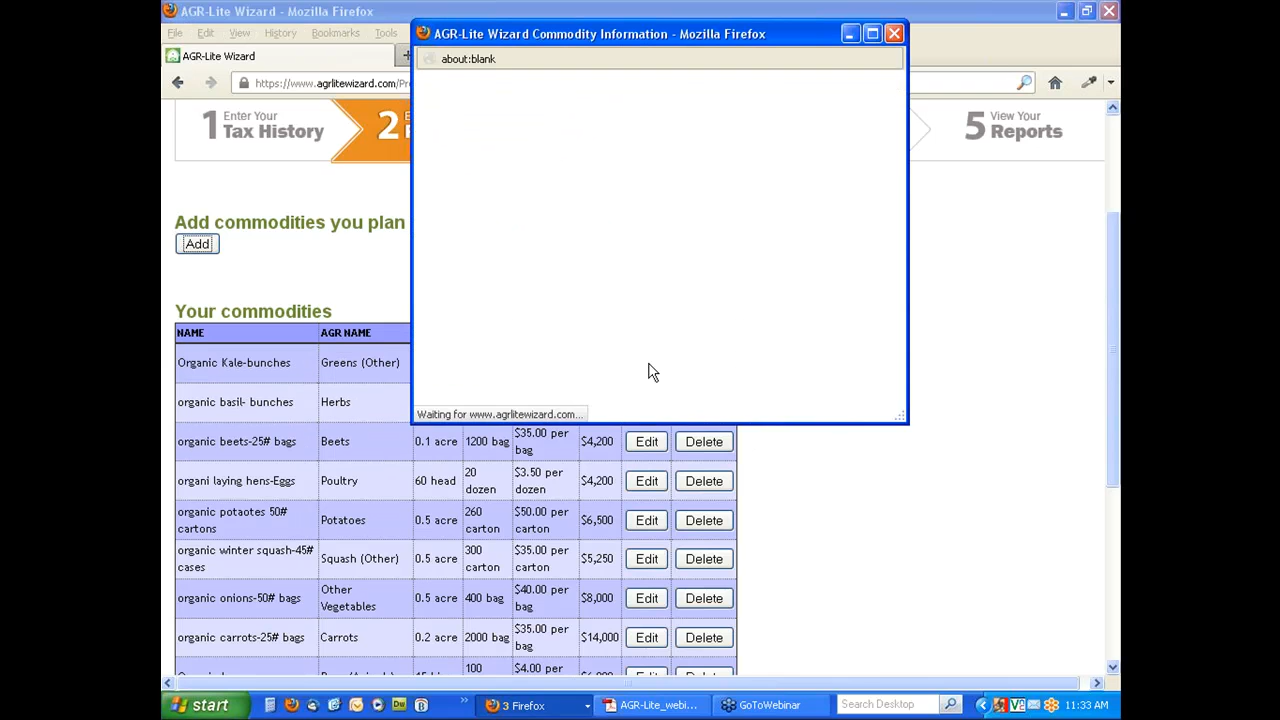 AGR-Lite Wizard - Mozilla Firefox
File Edit View History Bookmarks Tools
AGR-Lite Wizard
https://www.agrlitewizard.com/Pr
AGR-Lite Wizard Commodity Information - Mozilla Firefox
about:blank
Waiting for www.agrlitewizard.com...
1 Enter Your
Tax History
2
5 View Your
Reports
Add commodities you plan
Add
Your commodities
NAME AGR NAME
Organic Kale-bunches Greens (Other)
organic basil- bunches Herbs
organic beets-25# bags Beets 0.1 acre 1200 bag $35.00 per bag $4,200 Edit Delete
organi laying hens-Eggs Poultry 60 head 20 dozen $3.50 per dozen $4,200 Edit Delete
organic potaotes 50# cartons Potatoes 0.5 acre 260 carton $50.00 per carton $6,500 Edit Delete
organic winter squash-45# cases Squash (Other) 0.5 acre 300 carton $35.00 per carton $5,250 Edit Delete
organic onions-50# bags Other Vegetables 0.5 acre 400 bag $40.00 per bag $8,000 Edit Delete
organic carrots-25# bags Carrots 0.2 acre 2000 bag $35.00 per bag $14,000 Edit Delete
100 $4.00 per
start 3 Firefox AGR-Lite_webi... GoToWebinar Search Desktop 11:33 AM